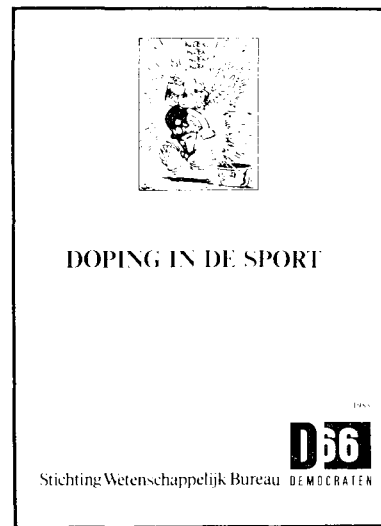 DOPING IN DE SPORT
D66
Stichting Wetenschappelijk Bureau DEMOCRATEN